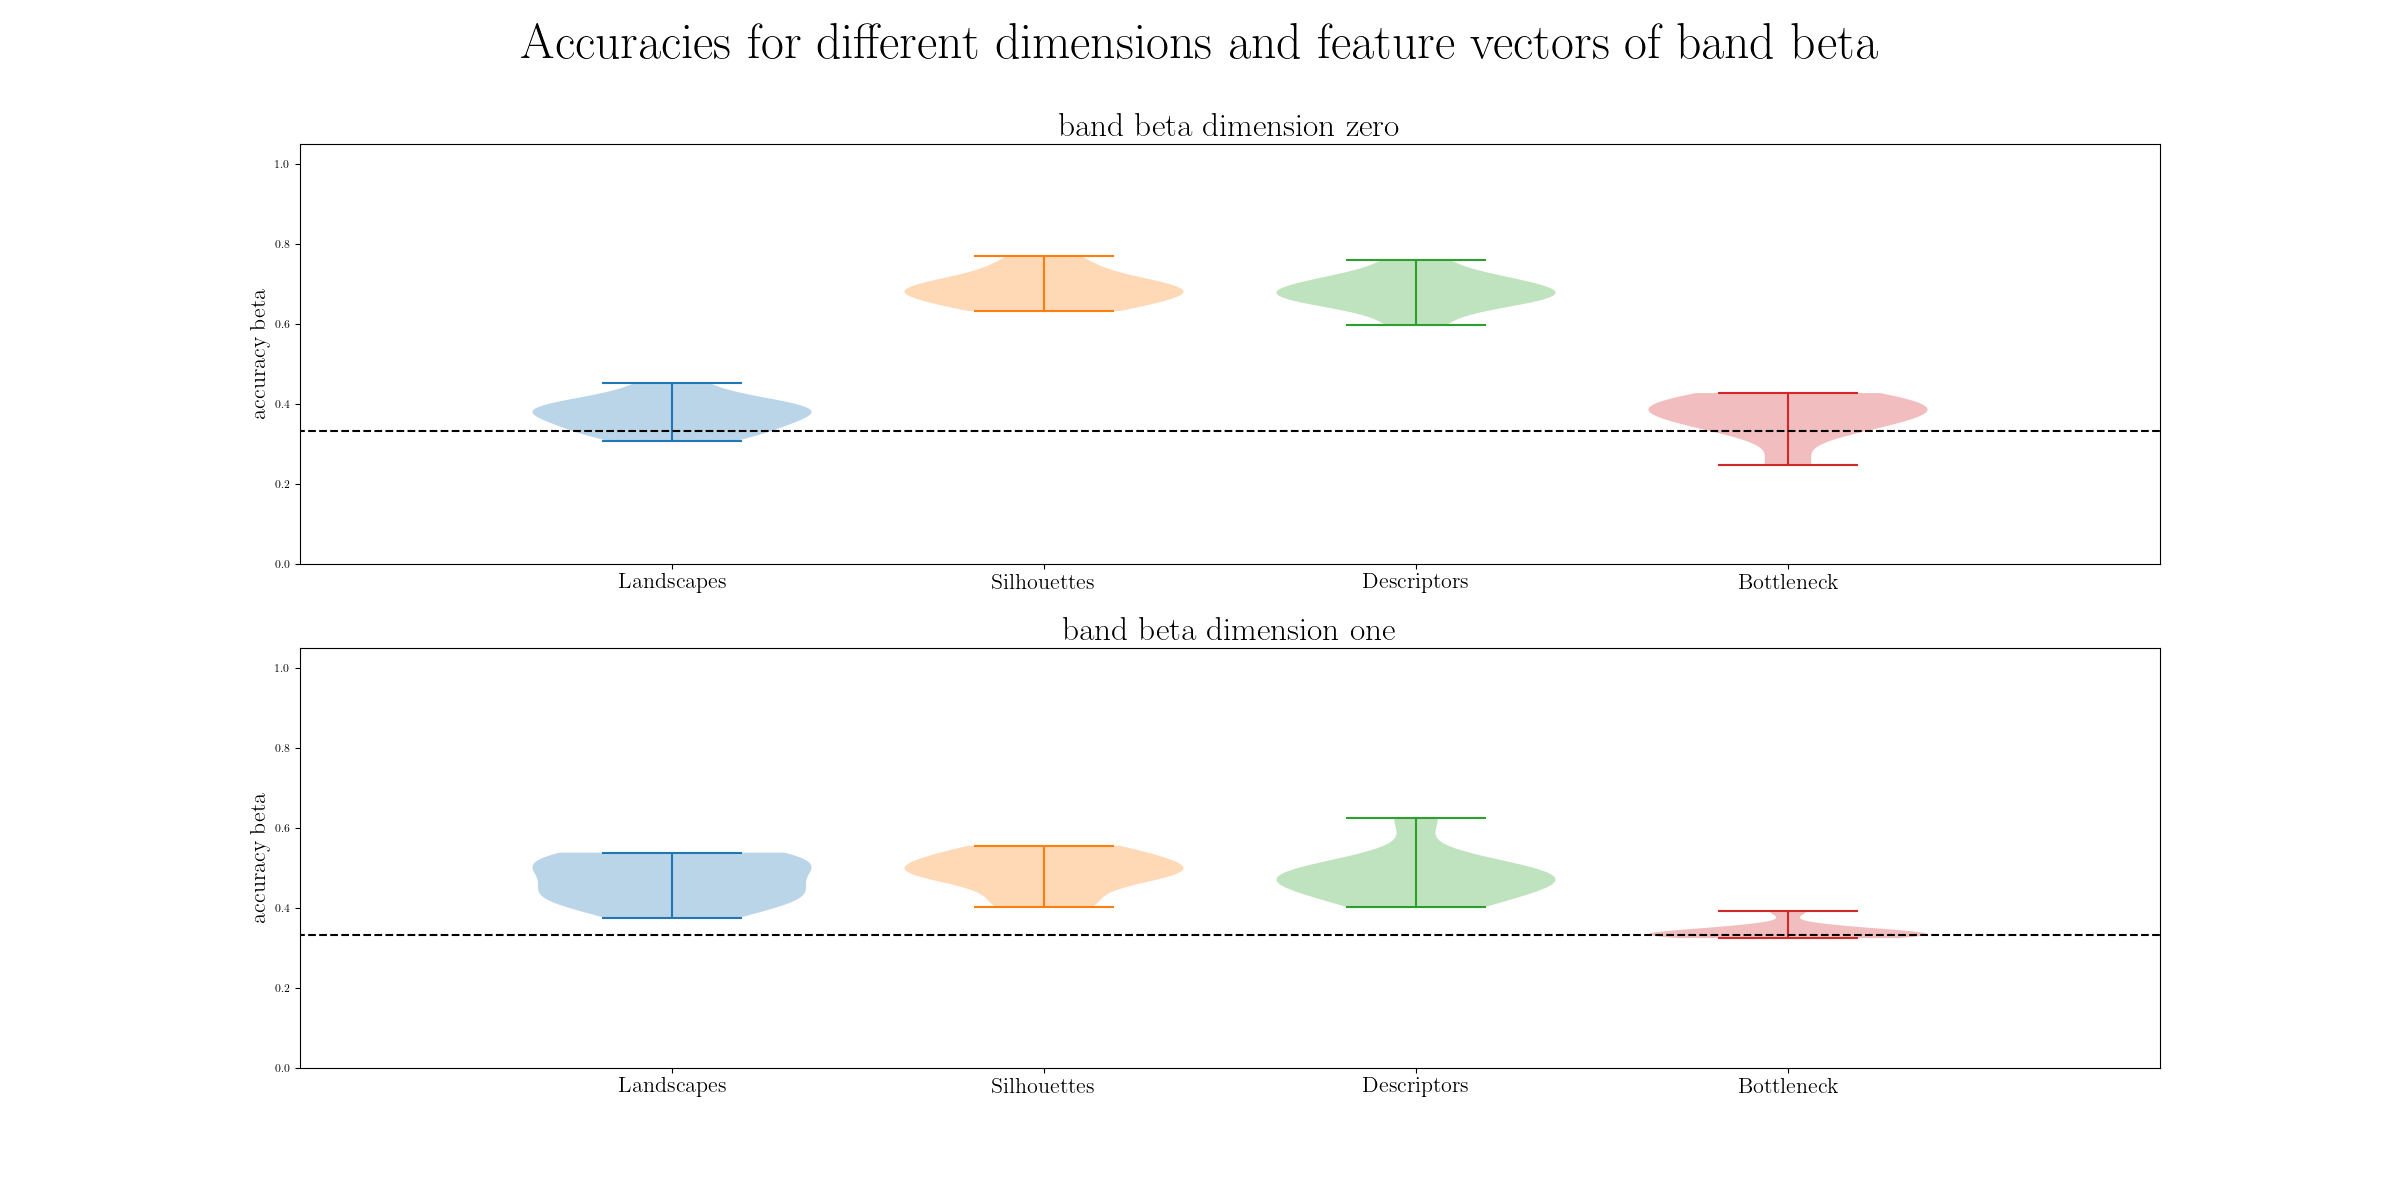 Accuracies for different dimensions and feature vectors of band beta
band beta dimension zero
1.0
0.8
0.6
0.4
0.2
0.0
accuracy beta
Landscapes Silhouettes Descriptors Bottleneck
band beta dimension one
1.0
0.8
0.6
0.4
0.2
0.0
accuracy beta
Landscapes Silhouettes Descriptors Bottleneck